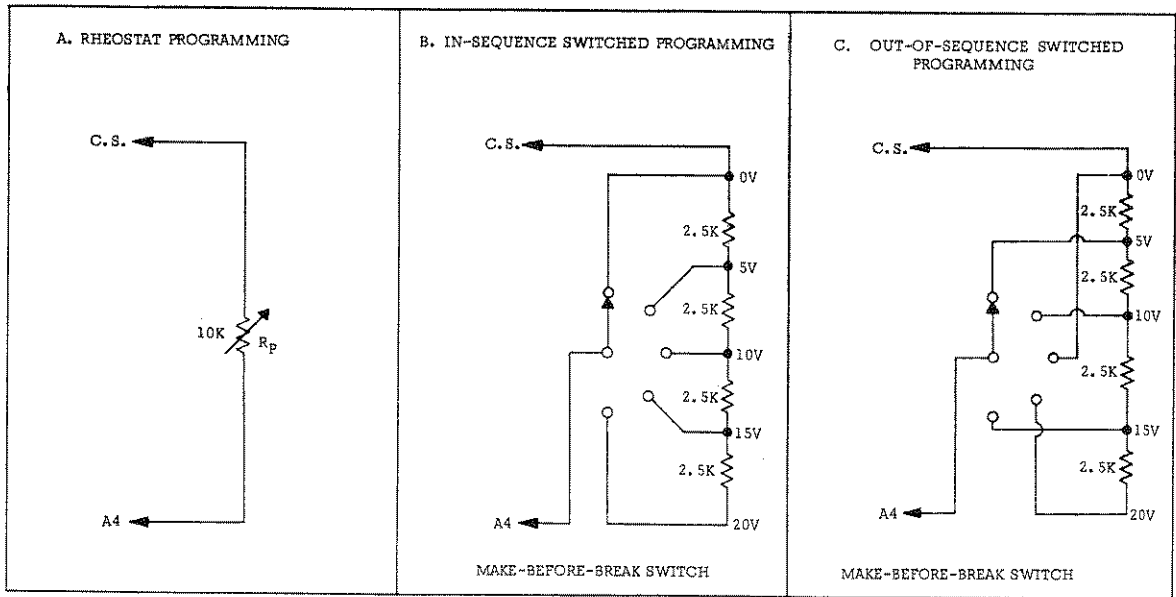 A. RHEOSTAT PROGRAMMING
C.S.
10K
Rp
A4
B. IN-SEQUENCE SWITCHED PROGRAMMING
C.S.
0V
2.5K
5V
2.5K
10V
2.5K
15V
2.5K
A4
20V
MAKE-BEFORE-BREAK SWITCH
C. OUT-OF-SEQUENCE SWITCHED
PROGRAMMING
C.S.
0V
2.5K
5V
2.5K
10V
2.5K
15V
2.5K
A4
20V
MAKE-BEFORE-BREAK SWITCH